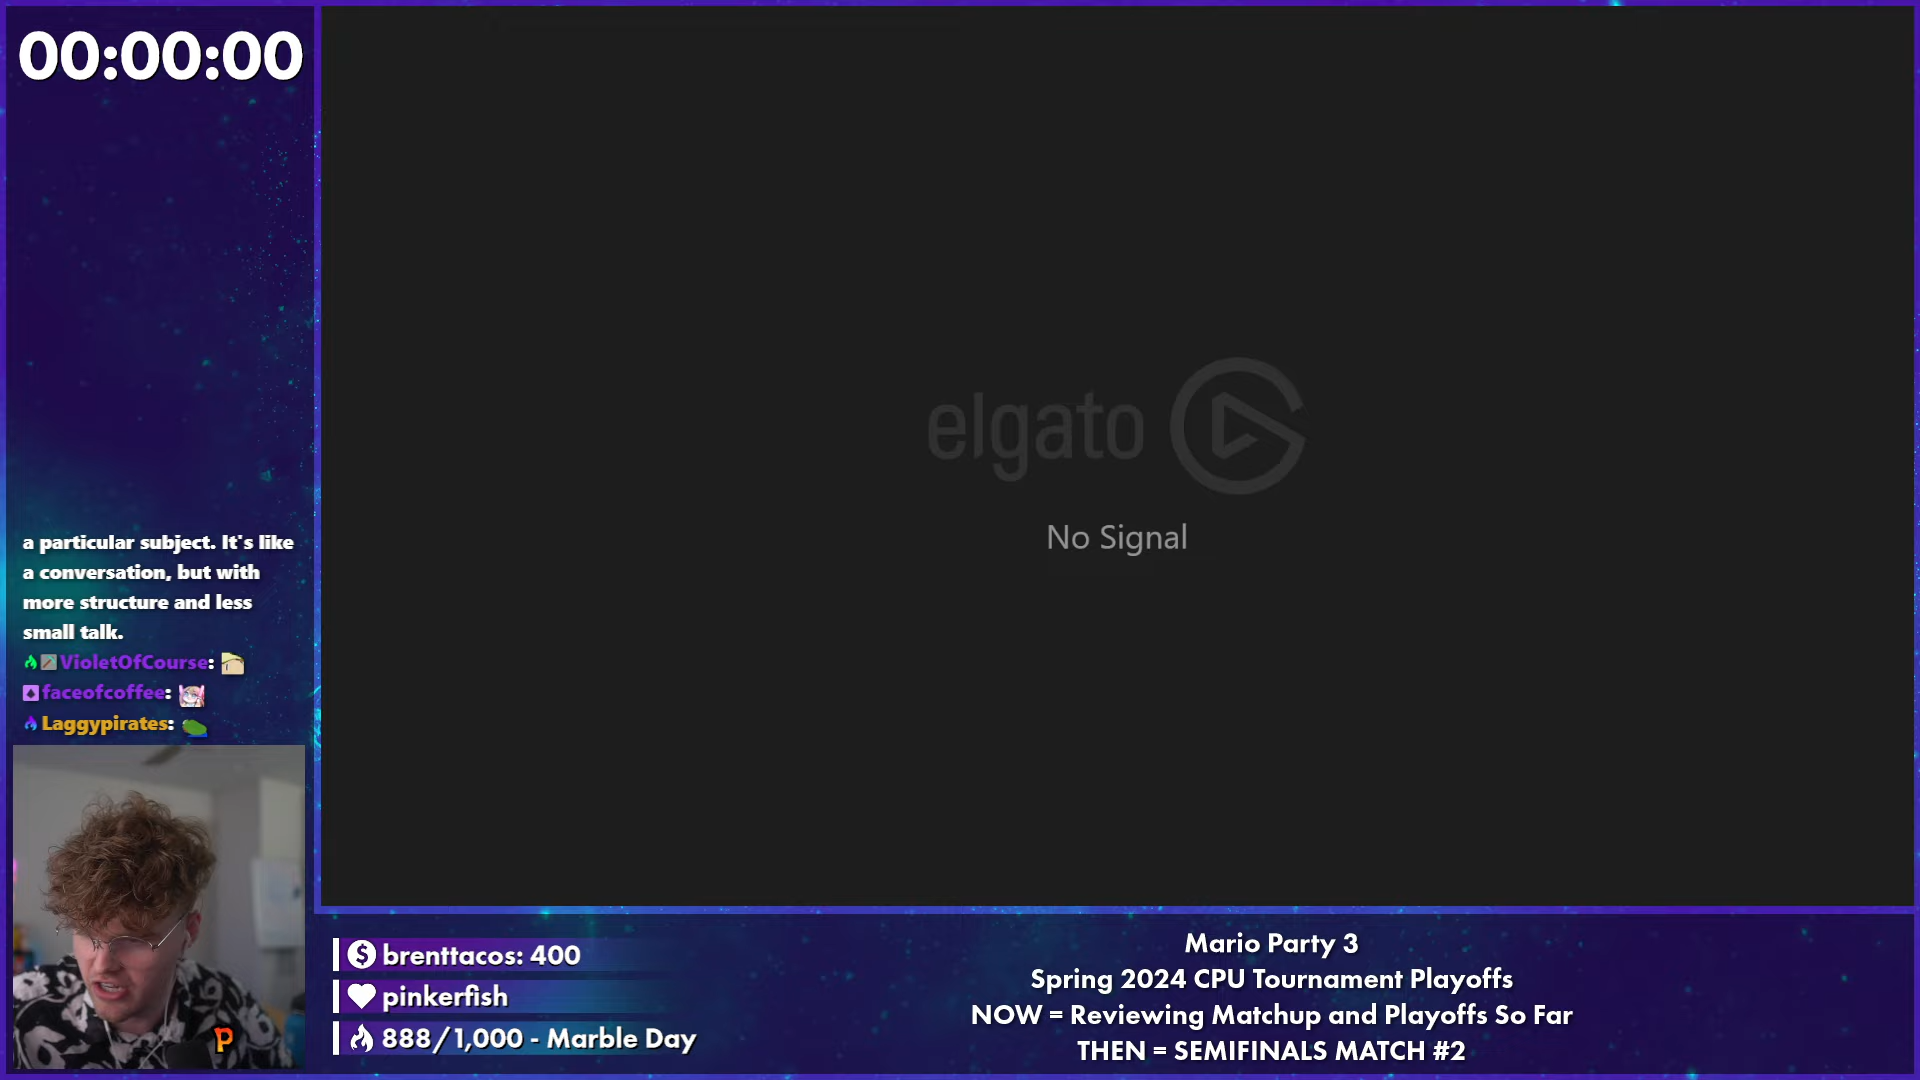 00:00:00
a particular subject. It's like
a conversation, but with
more structure and less
small talk.
VioletOfCourse:
faceofcoffee:
Laggypirates:
elgato
No Signal
P
brenttacos: 400
pinkerfish
888/1,000 - Marble Day
Mario Party 3
Spring 2024 CPU Tournament Playoffs
NOW = Reviewing Matchup and Playoffs So Far
THEN = SEMIFINALS MATCH #2